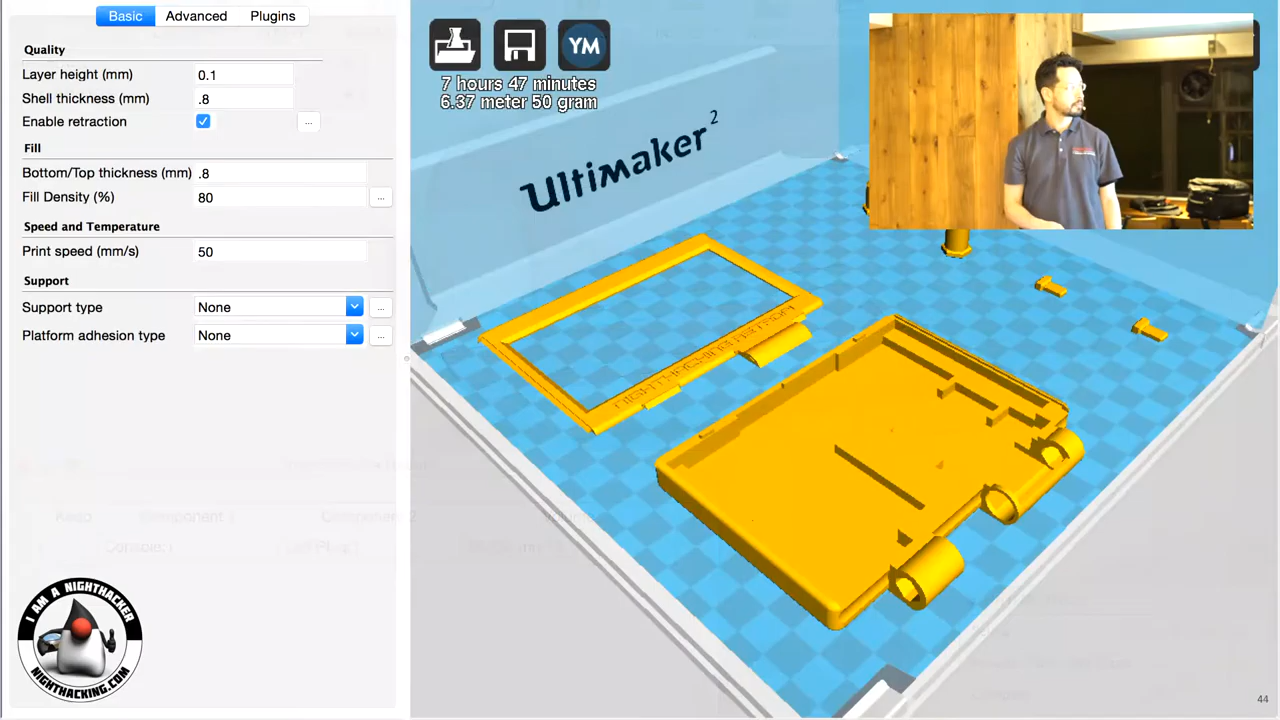 Basic Advanced Plugins
Quality
Layer height (mm) 0.1
Shell thickness (mm) .8
Enable retraction ...
Fill
Bottom/Top thickness (mm) .8
Fill Density (%) 80 ...
Speed and Temperature
Print speed (mm/s) 50
Support
Support type None ...
Platform adhesion type None ...
YM
7 hours 47 minutes
6.37 meter 50 gram
Ultimaker 2
I AM A NIGHTHACKER
NIGHTHACKING.COM
44